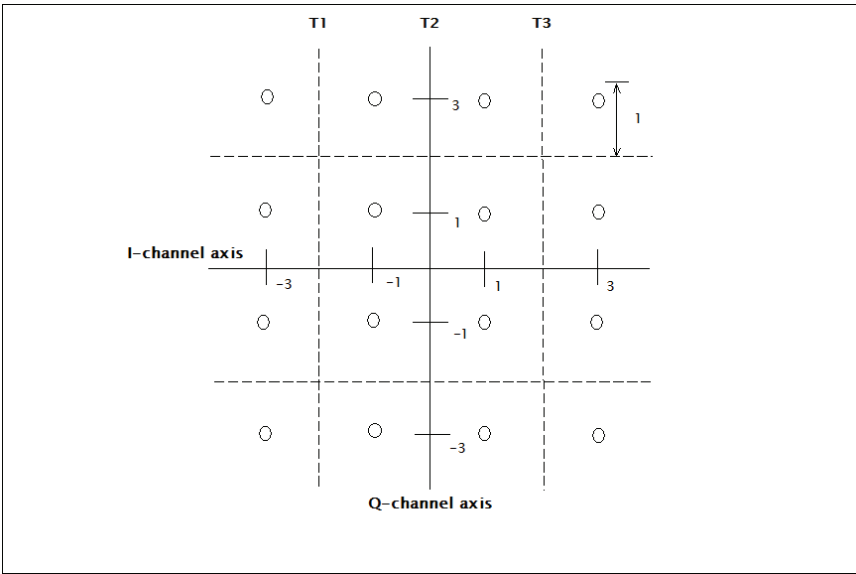 T1 T2 T3
3
1
1
I-channel axis
-3 -1 1 3
-1
-3
Q-channel axis